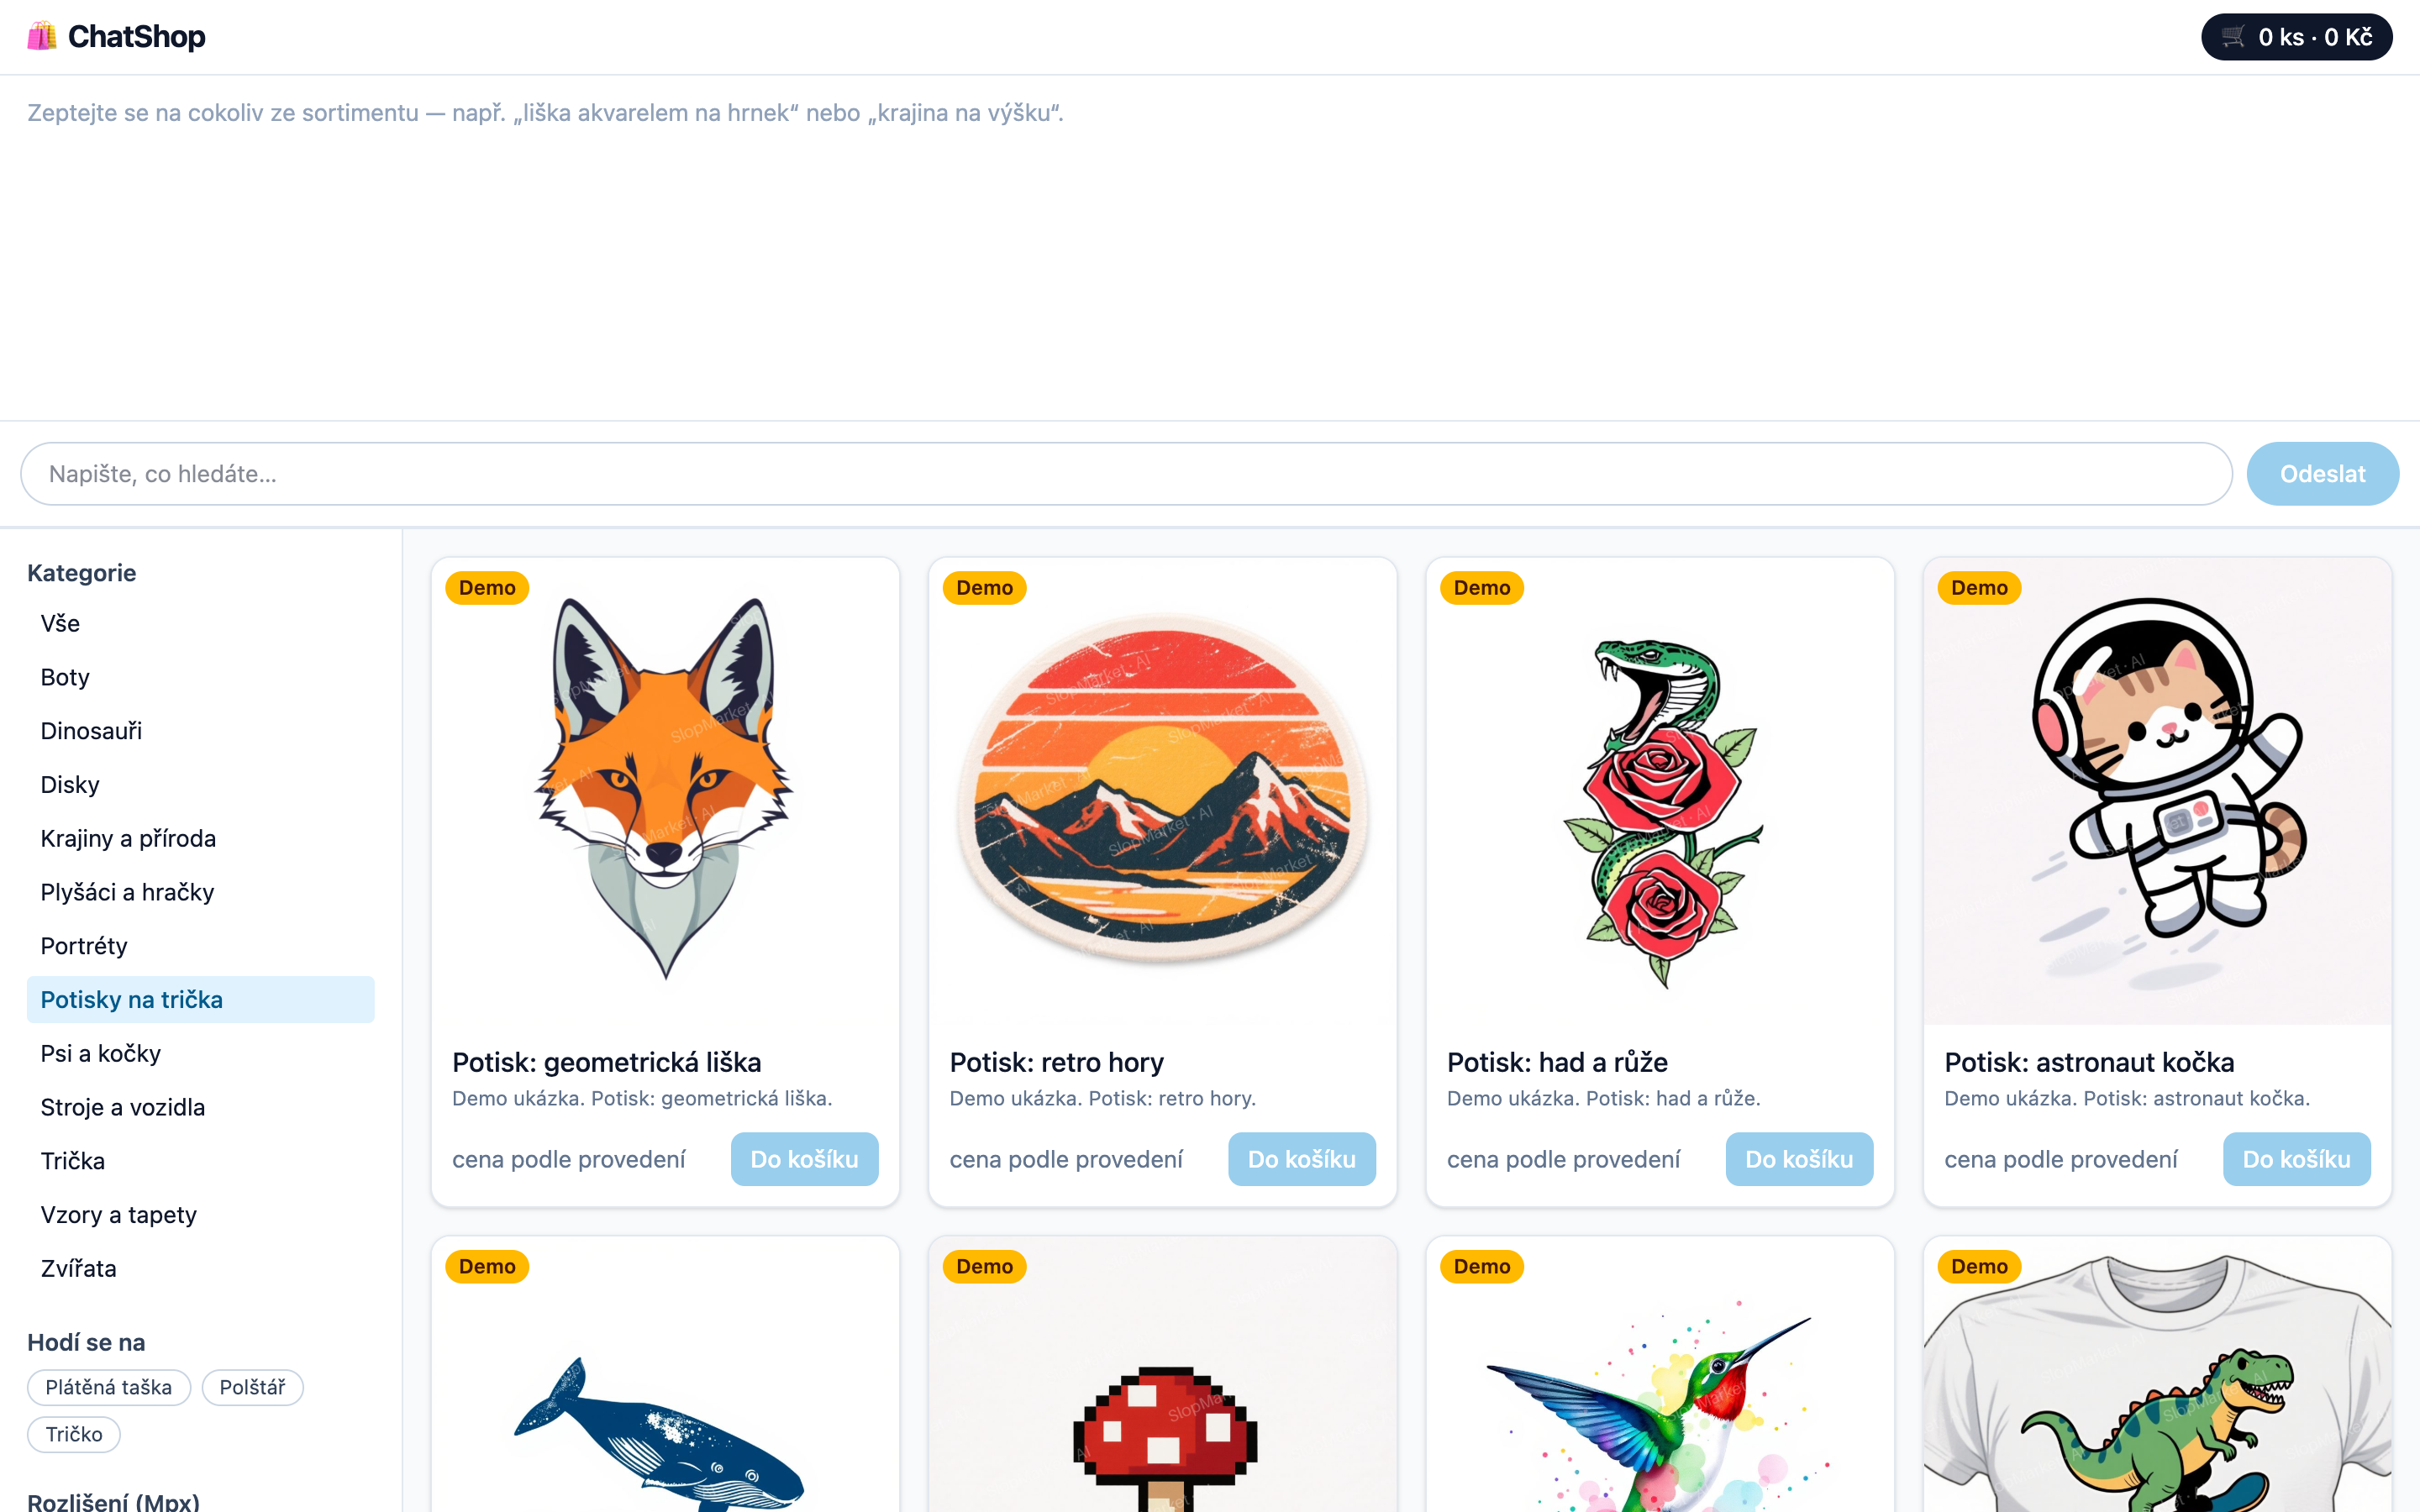 ChatShop
0 ks · 0 Kč
Zeptejte se na cokoliv ze sortimentu — např. „liška akvarelem na hrnek“ nebo „krajina na výšku“.
Napište, co hledáte...
Odeslat
Kategorie
Vše
Boty
Dinosauři
Disky
Krajiny a příroda
Plyšáci a hračky
Portréty
Potisky na trička
Psi a kočky
Stroje a vozidla
Trička
Vzory a tapety
Zvířata
Hodí se na
Plátěná taška
Polštář
Tričko
Rozlišení (Mpx)
Demo
Potisk: geometrická liška
Demo ukázka. Potisk: geometrická liška.
cena podle provedení
Do košíku
Demo
Potisk: retro hory
Demo ukázka. Potisk: retro hory.
cena podle provedení
Do košíku
Demo
Potisk: had a růže
Demo ukázka. Potisk: had a růže.
cena podle provedení
Do košíku
Demo
Potisk: astronaut kočka
Demo ukázka. Potisk: astronaut kočka.
cena podle provedení
Do košíku
Demo
Demo
Demo
Demo